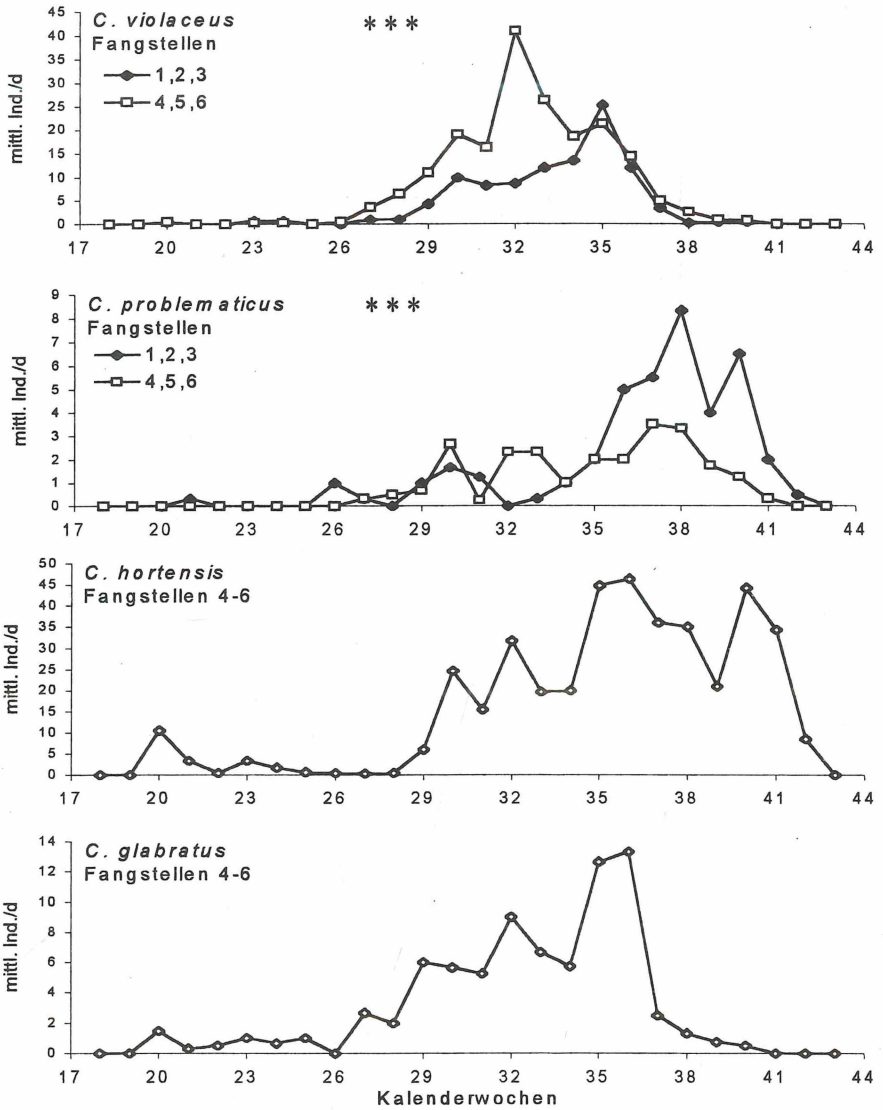 C. violaceus ***
Fangstellen
1,2,3
4,5,6
mittl. Ind./d
45
40
35
30
25
20
15
10
5
0
17 20 23 26 29 32 35 38 41 44
C. problematicus ***
Fangstellen
1,2,3
4,5,6
mittl. Ind./d
9
8
7
6
5
4
3
2
1
0
17 20 23 26 29 32 35 38 41 44
C. hortensis
Fangstellen 4-6
mittl. Ind./d
50
45
40
35
30
25
20
15
10
5
0
17 20 23 26 29 32 35 38 41 44
C. glabratus
Fangstellen 4-6
mittl. Ind./d
14
12
10
8
6
4
2
0
17 20 23 26 29 32 35 38 41 44
Kalenderwochen